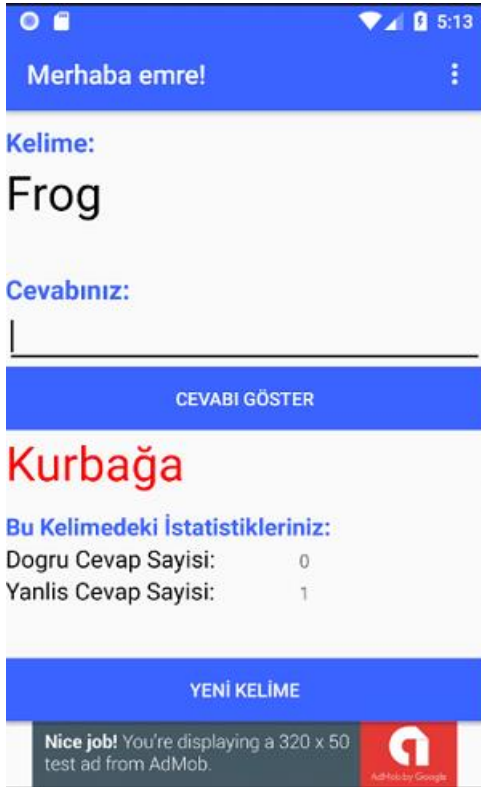 5:13
Merhaba emre!
Kelime:
Frog
Cevabınız:
CEVABI GÖSTER
Kurbağa
Bu Kelimedeki İstatistikleriniz:
Dogru Cevap Sayisi: 0
Yanlis Cevap Sayisi: 1
YENİ KELİME
Nice job! You're displaying a 320 x 50
test ad from AdMob.
AdMob by Google